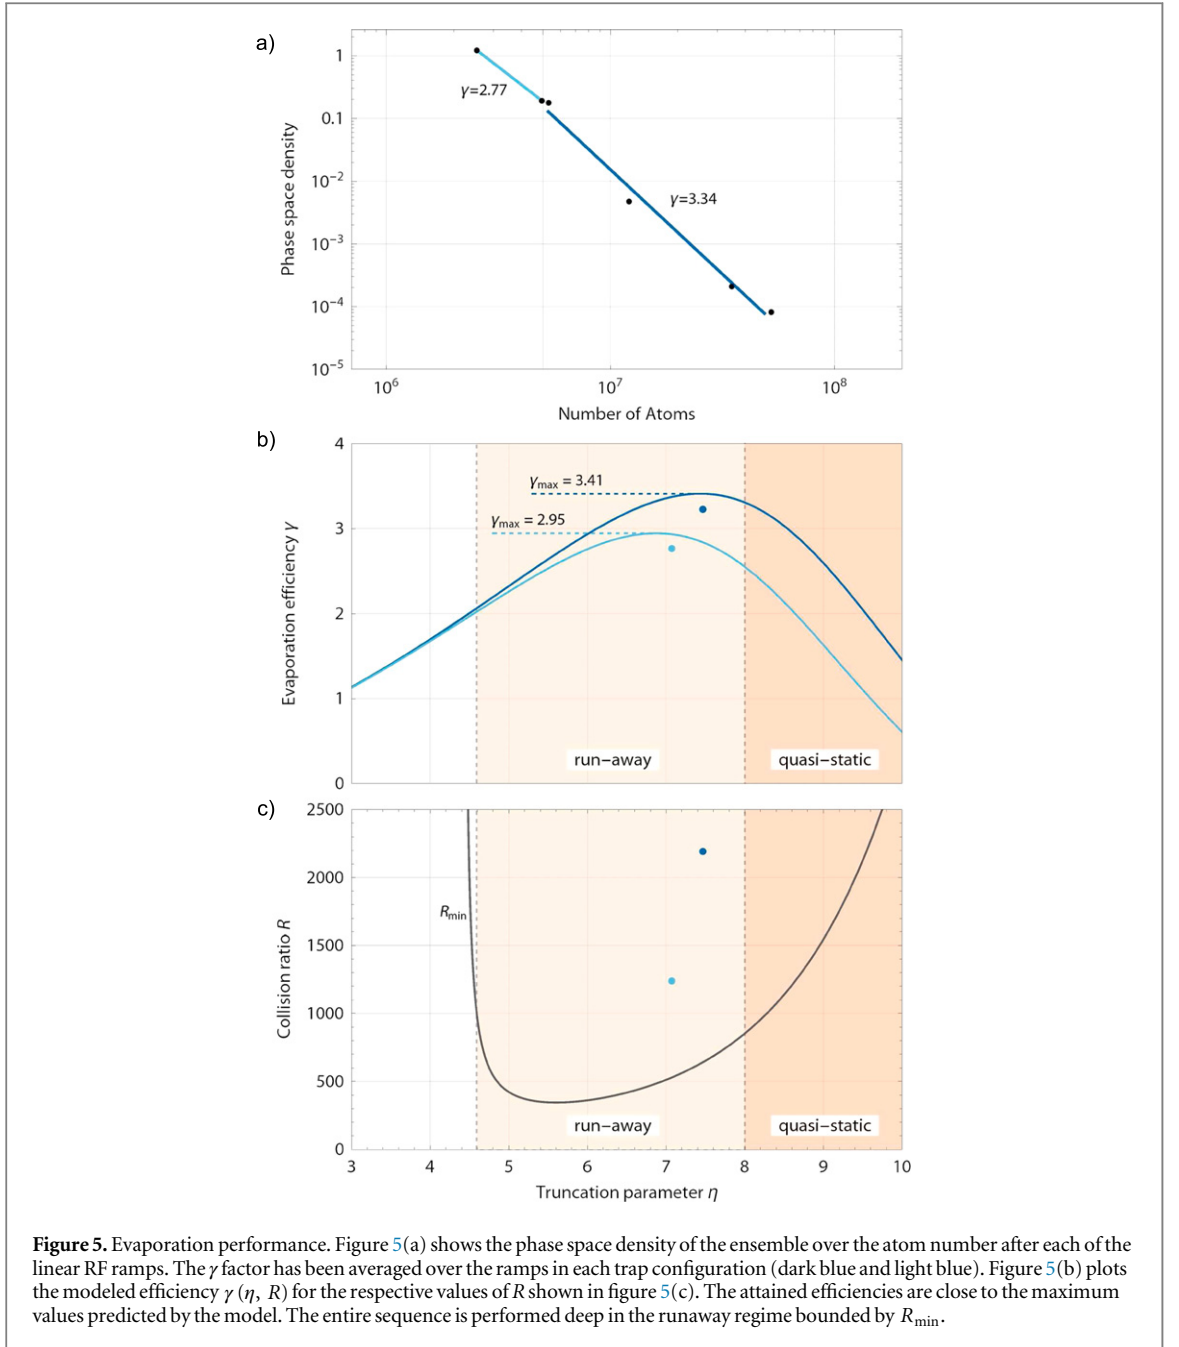 a)
1
0.1
10⁻²
10⁻³
10⁻⁴
10⁻⁵
Phase space density
γ=2.77
γ=3.34
10⁶ 10⁷ 10⁸
Number of Atoms
b)
4
3
2
1
0
Evaporation efficiency γ
γmax = 3.41
γmax = 2.95
run−away quasi−static
c)
2500
2000
1500
1000
500
0
Collision ratio R
Rmin
run−away quasi−static
3 4 5 6 7 8 9 10
Truncation parameter η
Figure 5. Evaporation performance. Figure 5(a) shows the phase space density of the ensemble over the atom number after each of the
linear RF ramps. The γ factor has been averaged over the ramps in each trap configuration (dark blue and light blue). Figure 5(b) plots
the modeled efficiency γ (η, R) for the respective values of R shown in figure 5(c). The attained efficiencies are close to the maximum
values predicted by the model. The entire sequence is performed deep in the runaway regime bounded by Rmin.